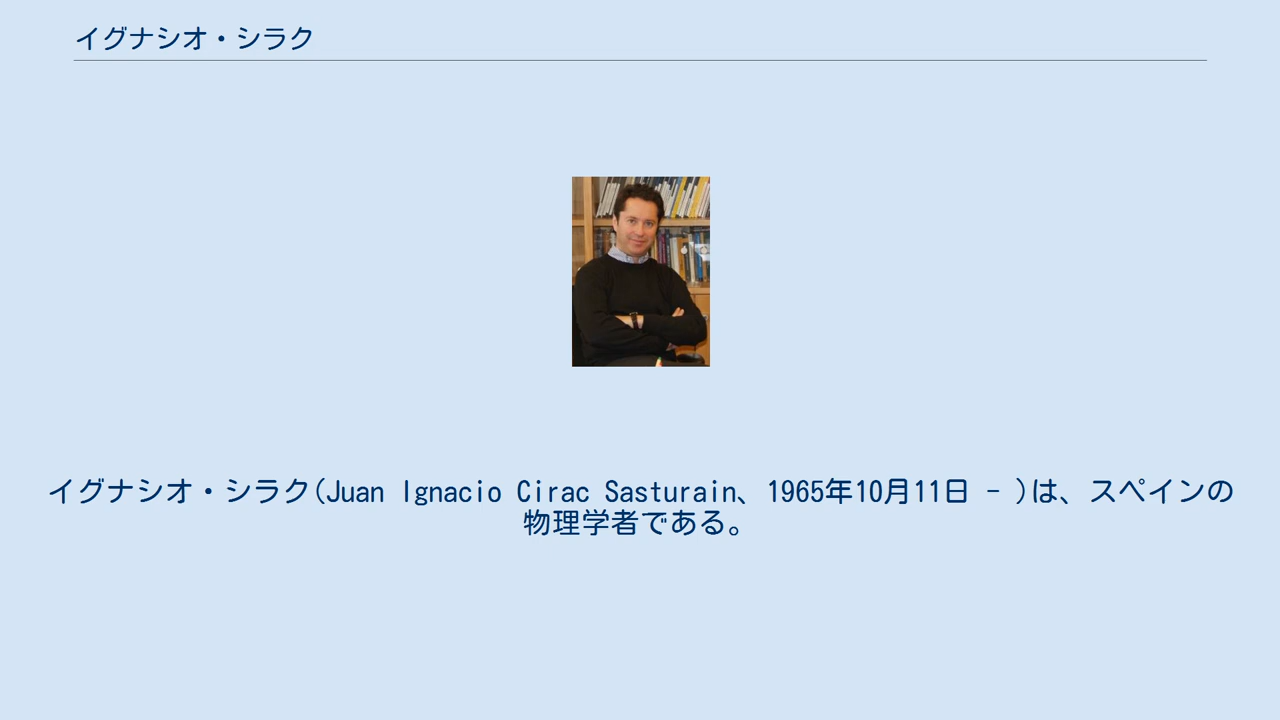 イグナシオ・シラク
イグナシオ・シラク(Juan Ignacio Cirac Sasturain、1965年10月11日 - )は、スペインの
物理学者である。